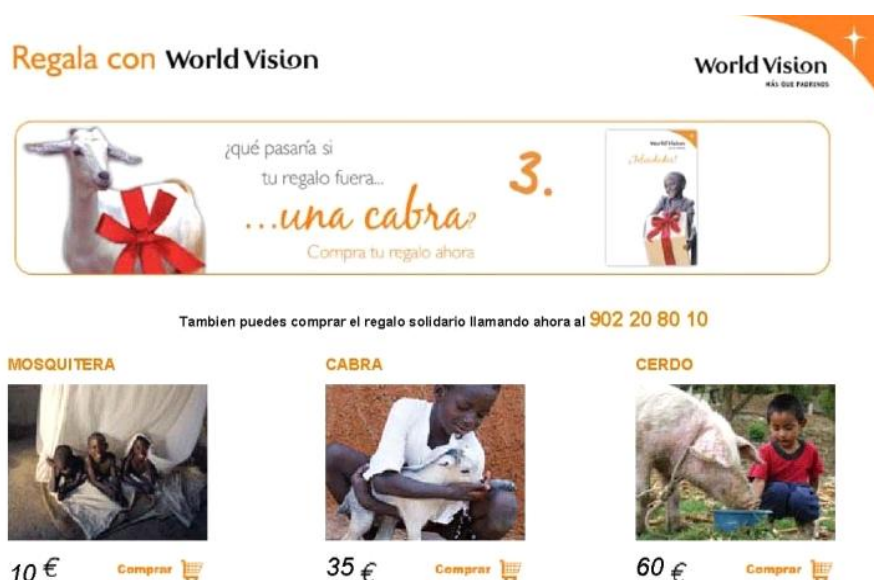 Regala con World Vision
World Vision
MÁS QUE PADRINOS
¿qué pasaría si
tu regalo fuera...
...una cabra?
Compra tu regalo ahora
3.
World Vision
¡Felicidades!
Tambien puedes comprar el regalo solidario llamando ahora al 902 20 80 10
MOSQUITERA
CABRA
CERDO
10 €
Comprar
35 €
Comprar
60 €
Comprar